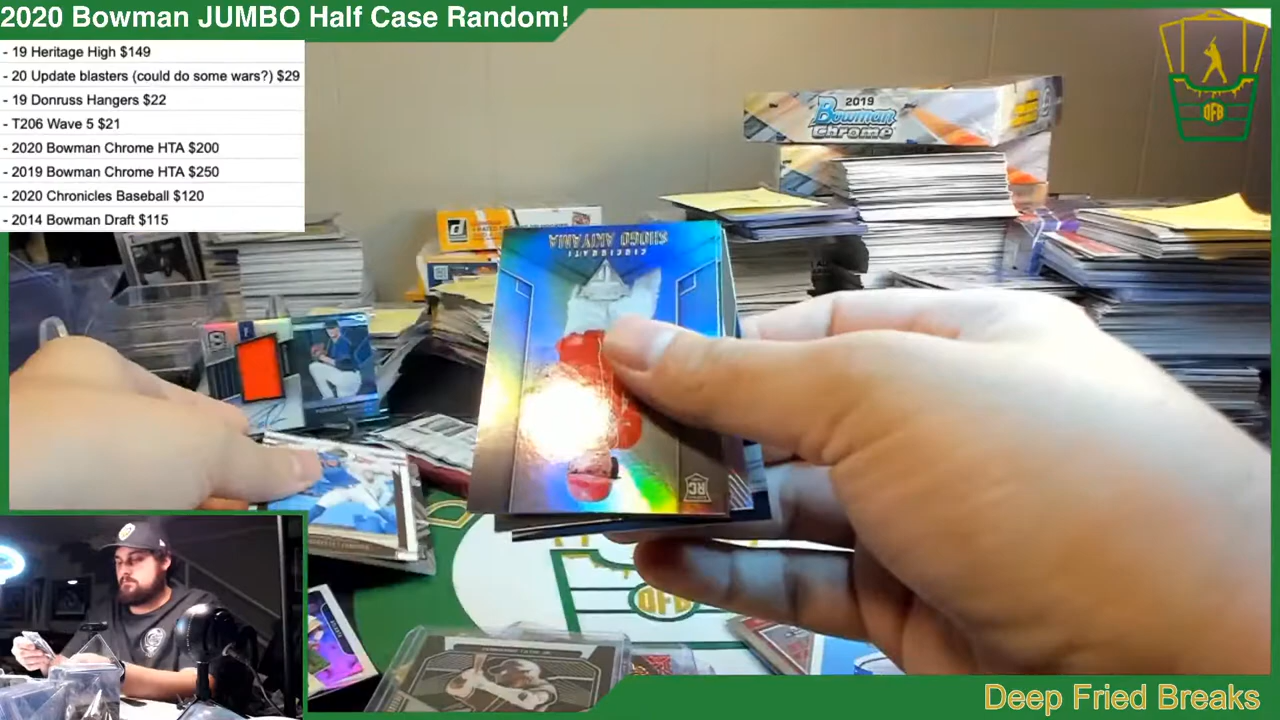 2020 Bowman JUMBO Half Case Random!
- 19 Heritage High $149
- 20 Update blasters (could do some wars?) $29
- 19 Donruss Hangers $22
- T206 Wave 5 $21
- 2020 Bowman Chrome HTA $200
- 2019 Bowman Chrome HTA $250
- 2020 Chronicles Baseball $120
- 2014 Bowman Draft $115
DFB
2019
Bowman
Chrome
CINCINNATI
SHOGO AKIYAMA
RC
DFB
Deep Fried Breaks